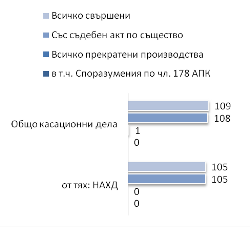 Всичко свършени
Със съдебен акт по същество
Всичко прекратени производства
в т.ч. Споразумения по чл. 178 АПК
Общо касационни дела
109
108
1
0
от тях: НАХД
105
105
0
0